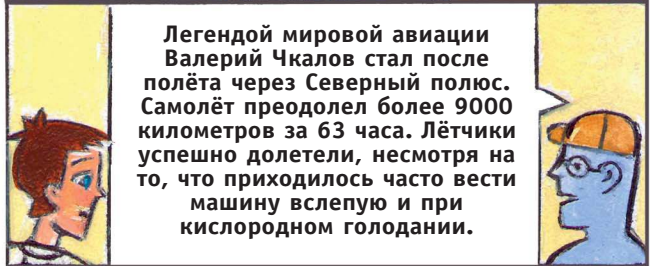 Легендой мировой авиации
Валерий Чкалов стал после
полёта через Северный полюс.
Самолёт преодолел более 9000
километров за 63 часа. Лётчики
успешно долетели, несмотря на
то, что приходилось часто вести
машину вслепую и при
кислородном голодании.